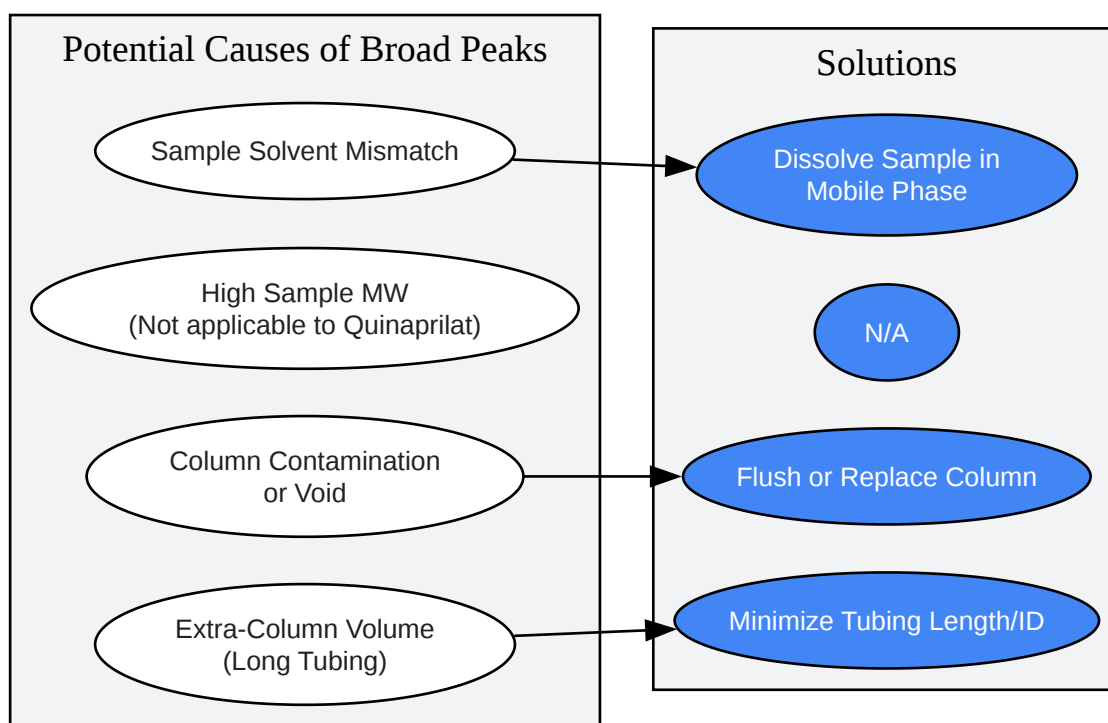 Potential Causes of Broad Peaks
Sample Solvent Mismatch
High Sample MW
(Not applicable to Quinaprilat)
Column Contamination
or Void
Extra-Column Volume
(Long Tubing)
Solutions
Dissolve Sample in
Mobile Phase
N/A
Flush or Replace Column
Minimize Tubing Length/ID